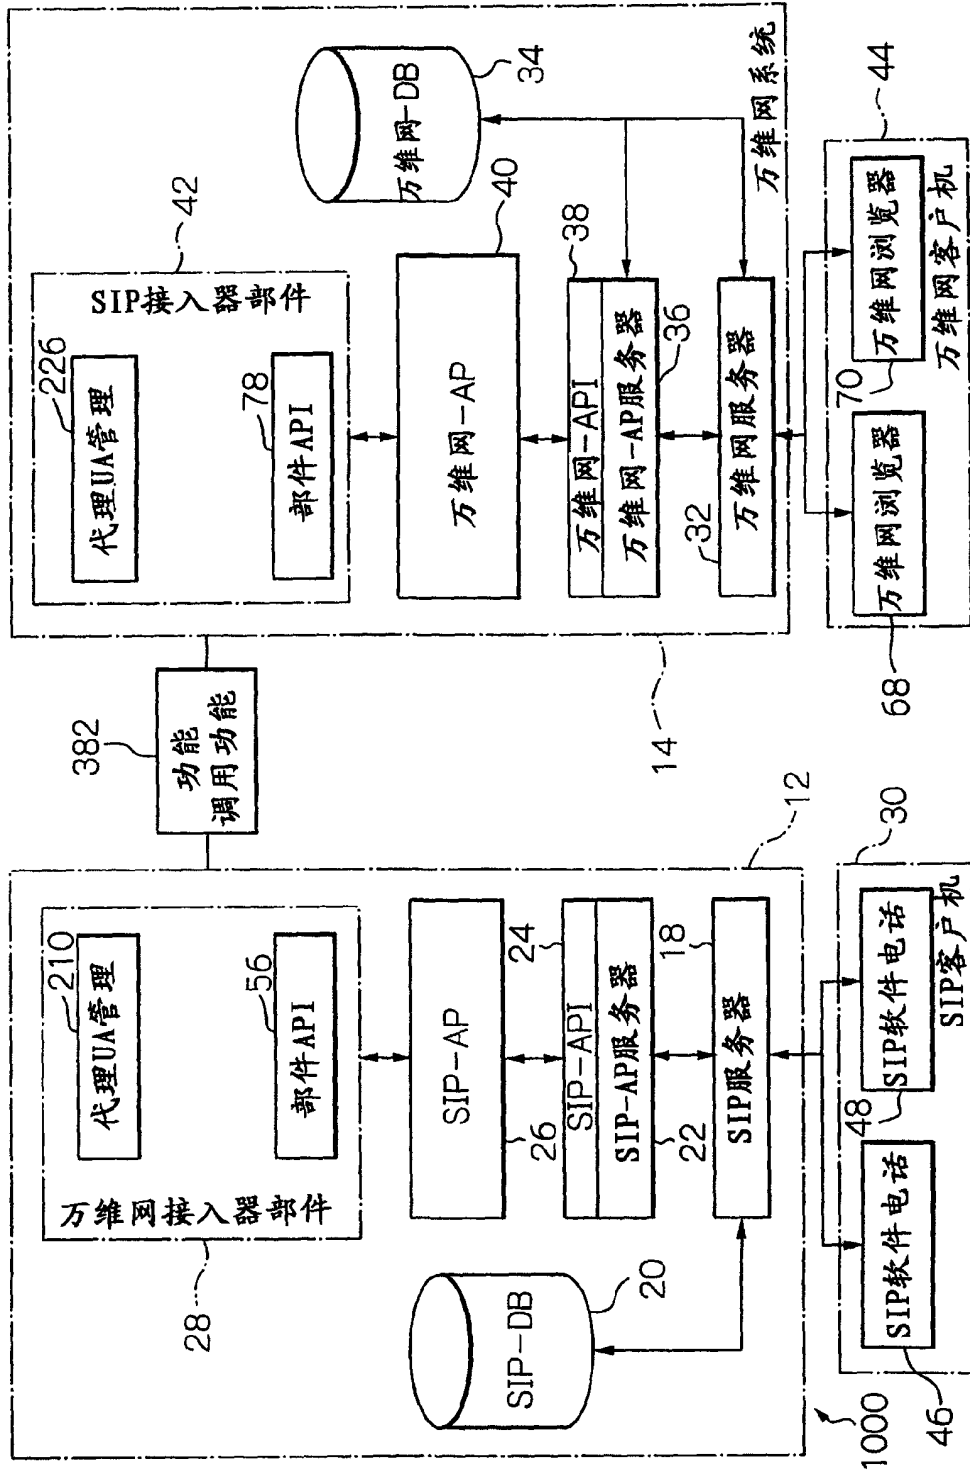 1000
12
万维网接入器部件
28
代理UA管理
210
部件API
56
SIP-AP
26
SIP-API
24
SIP-AP服务器
22
SIP-DB
20
SIP服务器
18
SIP软件电话
46
SIP软件电话
48
SIP客户机
30
382
功能
调用功能
14
SIP接入器部件
42
代理UA管理
226
部件API
78
万维网-AP
40
万维网-DB
34
万维网-API
38
万维网-AP服务器
36
万维网服务器
32
万维网系统
万维网浏览器
68
万维网浏览器
70
万维网客户机
44